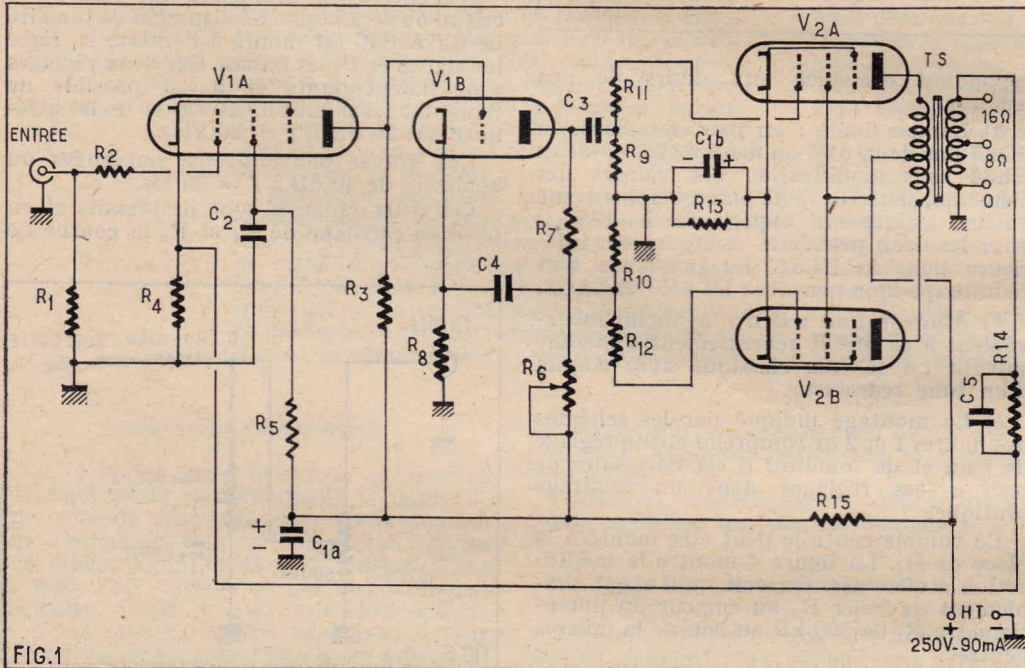 V1A
V1B
V2A
TS
ENTREE
R2
C3
R11
R9
C1b
+
R13
16Ω
8Ω
0
C2
R1
R4
R3
C4
R7
R8
R10
R12
R6
V2B
C5
R14
R5
+
-
C1a
R15
HT
+
-
250V-90mA
FIG.1